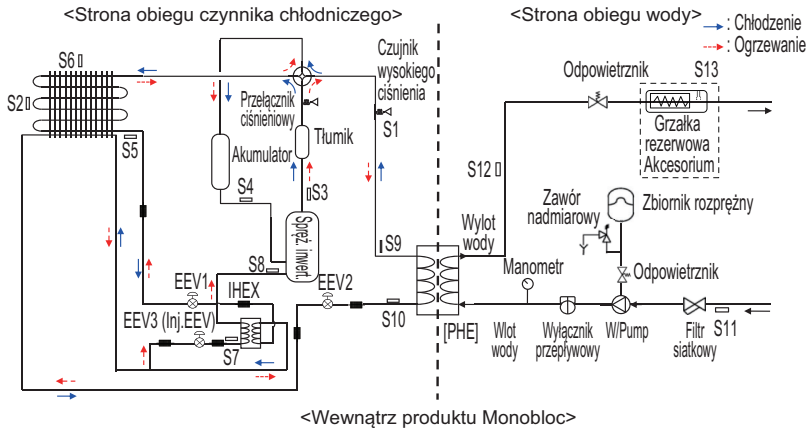 <Strona obiegu czynnika chłodniczego>
<Strona obiegu wody>
: Chłodzenie
: Ogrzewanie
S6
S2
S5
Przełącznik
ciśnieniowy
Czujnik
wysokiego
ciśnienia
S1
Tłumik
Akumulator
S4
S3
Spręż. inwert.
S8
S9
EEV1
IHEX
EEV2
EEV3 (Inj.EEV)
S7
S10
[PHE]
Odpowietrznik
S13
Grzałka
rezerwowa
Akcesorium
S12
Zawór
nadmiarowy
Zbiornik rozprężny
Wylot
wody
Manometr
Odpowietrznik
Wlot
wody
Wyłącznik
przepływowy
W/Pump
Filtr
siatkowy
S11
<Wewnątrz produktu Monobloc>